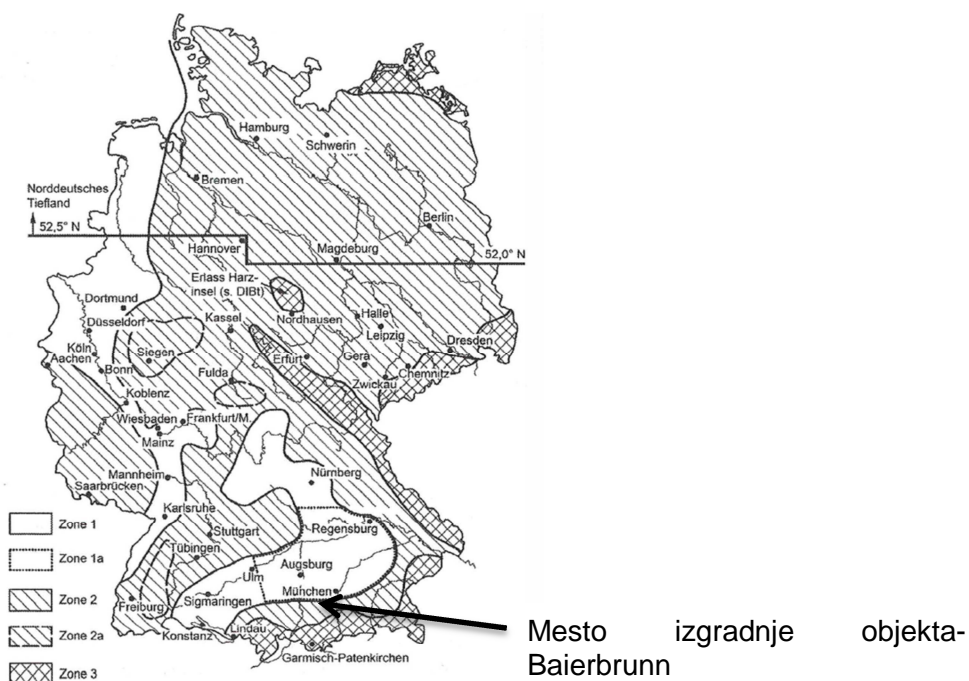 Hamburg
Schwerin
Bremen
Norddeutsches
Tiefland
52,5° N
Berlin
Hannover
Magdeburg
52,0° N
Erlass Harz-
insel (s. DIBt)
Dortmund
Düsseldorf
Kassel
Nordhausen
Halle
Leipzig
Köln
Aachen
Siegen
Erfurt
Gera
Dresden
Bonn
Fulda
Zwickau
Chemnitz
Koblenz
Wiesbaden
Frankfurt/M.
Mainz
Mannheim
Nürnberg
Saarbrücken
Karlsruhe
Regensburg
Stuttgart
Tübingen
Augsburg
Ulm
München
Freiburg
Sigmaringen
Konstanz
Lindau
Garmisch-Patenkirchen
Zone 1
Zone 1a
Zone 2
Zone 2a
Zone 3
Mesto izgradnje objekta-
Baierbrunn